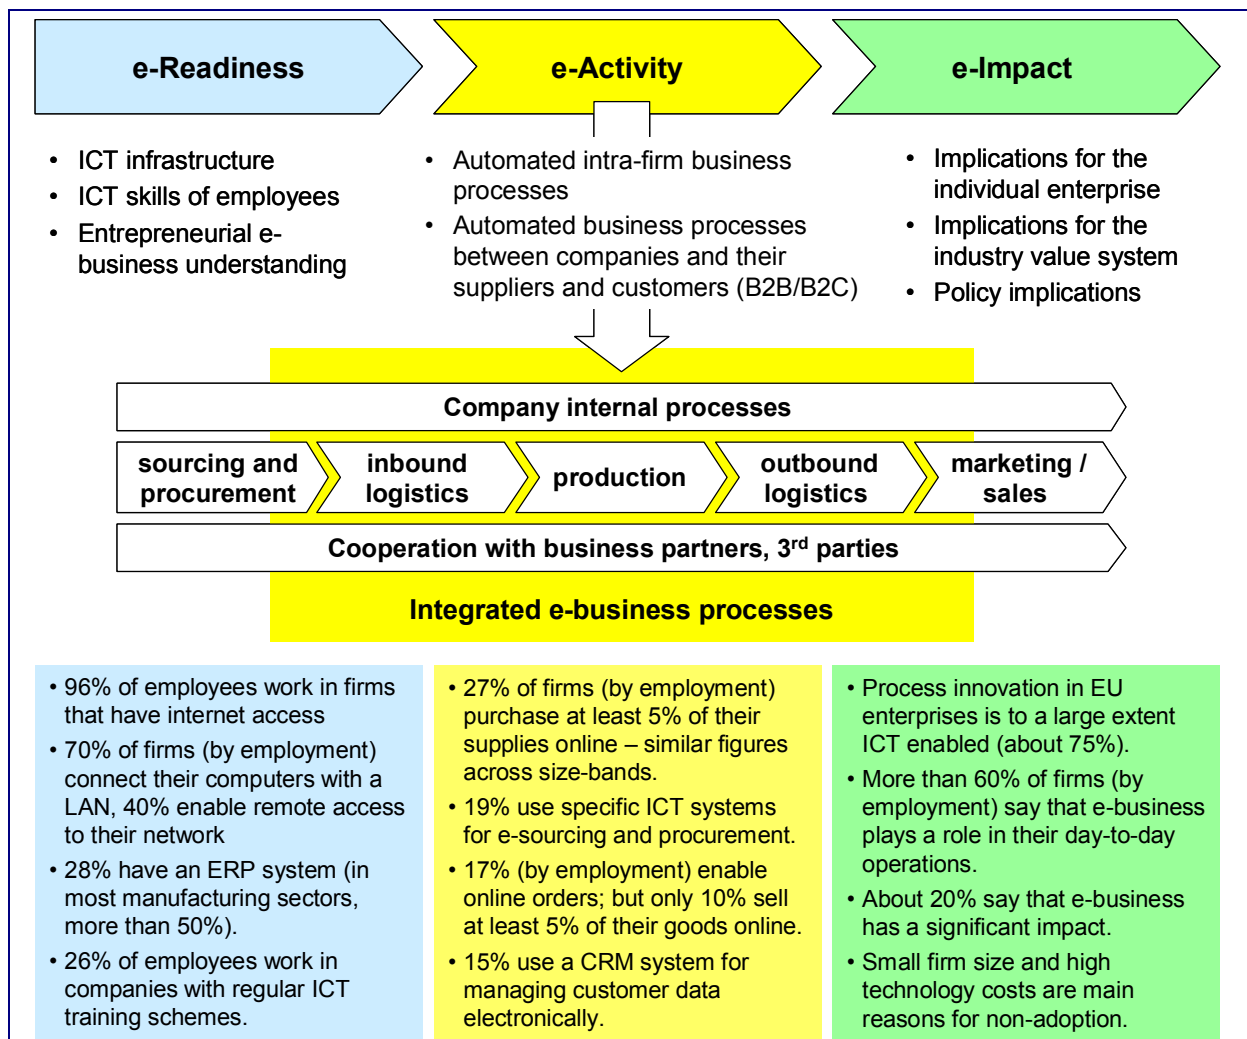 e-Readiness
e-Activity
e-Impact
• ICT infrastructure
• ICT skills of employees
• Entrepreneurial e-
business understanding
• Automated intra-firm business
processes
• Automated business processes
between companies and their
suppliers and customers (B2B/B2C)
• Implications for the
individual enterprise
• Implications for the
industry value system
• Policy implications
Company internal processes
sourcing and
procurement
inbound
logistics
production
outbound
logistics
marketing /
sales
Cooperation with business partners, 3rd parties
Integrated e-business processes
• 96% of employees work in firms
that have internet access
• 70% of firms (by employment)
connect their computers with a
LAN, 40% enable remote access
to their network
• 28% have an ERP system (in
most manufacturing sectors,
more than 50%).
• 26% of employees work in
companies with regular ICT
training schemes.
• 27% of firms (by employment)
purchase at least 5% of their
supplies online – similar figures
across size-bands.
• 19% use specific ICT systems
for e-sourcing and procurement.
• 17% (by employment) enable
online orders; but only 10% sell
at least 5% of their goods online.
• 15% use a CRM system for
managing customer data
electronically.
• Process innovation in EU
enterprises is to a large extent
ICT enabled (about 75%).
• More than 60% of firms (by
employment) say that e-business
plays a role in their day-to-day
operations.
• About 20% say that e-business
has a significant impact.
• Small firm size and high
technology costs are main
reasons for non-adoption.